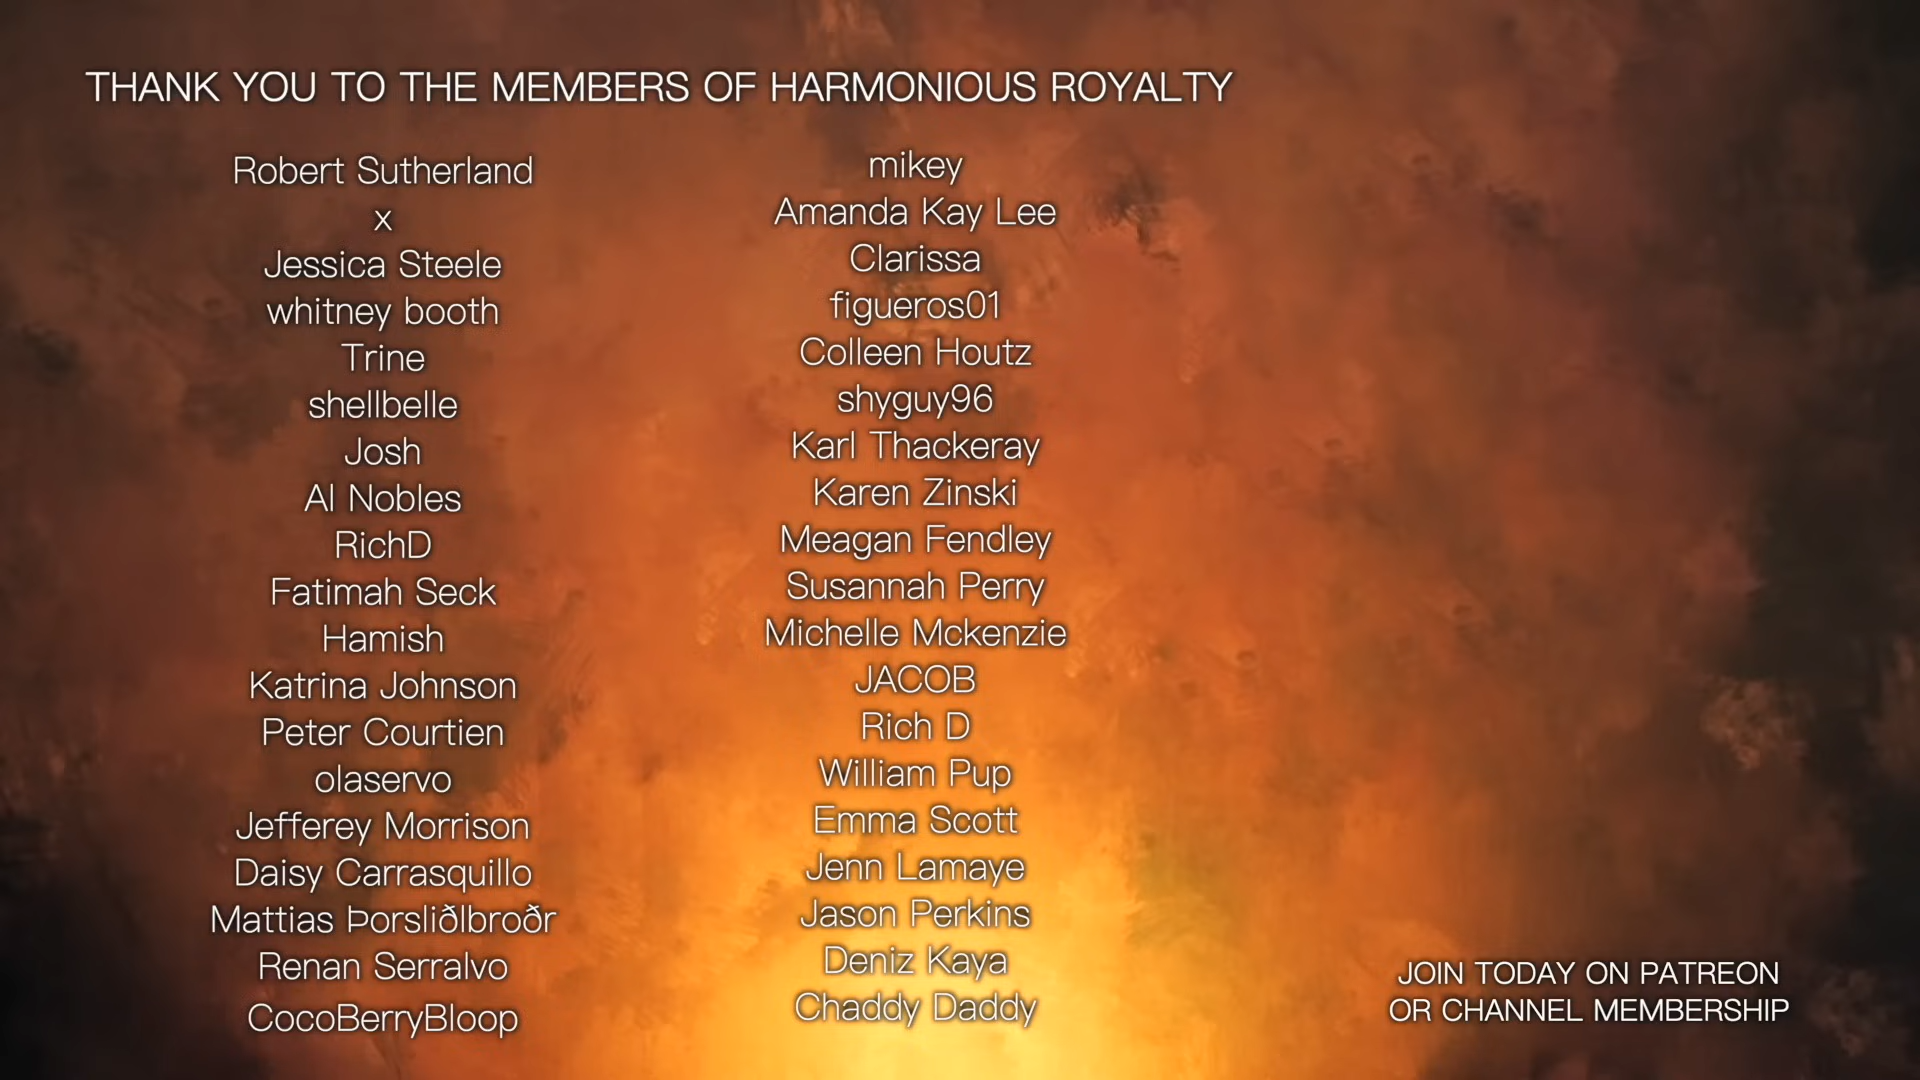 THANK YOU TO THE MEMBERS OF HARMONIOUS ROYALTY
Robert Sutherland
x
Jessica Steele
whitney booth
Trine
shellbelle
Josh
Al Nobles
RichD
Fatimah Seck
Hamish
Katrina Johnson
Peter Courtien
olaservo
Jefferey Morrison
Daisy Carrasquillo
Mattias Þorsliðlbroðr
Renan Serralvo
CocoBerryBloop
mikey
Amanda Kay Lee
Clarissa
figueros01
Colleen Houtz
shyguy96
Karl Thackeray
Karen Zinski
Meagan Fendley
Susannah Perry
Michelle Mckenzie
JACOB
Rich D
William Pup
Emma Scott
Jenn Lamaye
Jason Perkins
Deniz Kaya
Chaddy Daddy
JOIN TODAY ON PATREON
OR CHANNEL MEMBERSHIP